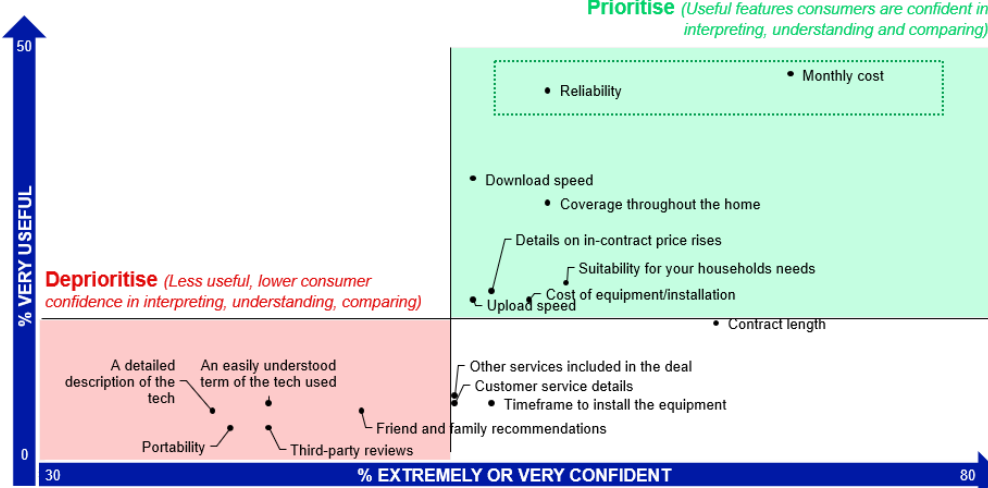 Prioritise (Useful features consumers are confident in
interpreting, understanding and comparing)
50
Monthly cost
Reliability
Download speed
Coverage throughout the home
Details on in-contract price rises
Suitability for your households needs
Cost of equipment/installation
Upload speed
% VERY USEFUL
Deprioritise (Less useful, lower consumer
confidence in interpreting, understanding, comparing)
Contract length
A detailed
description of the
tech
An easily understood
term of the tech used
Other services included in the deal
Customer service details
Timeframe to install the equipment
Friend and family recommendations
Portability
Third-party reviews
0
30
% EXTREMELY OR VERY CONFIDENT
80